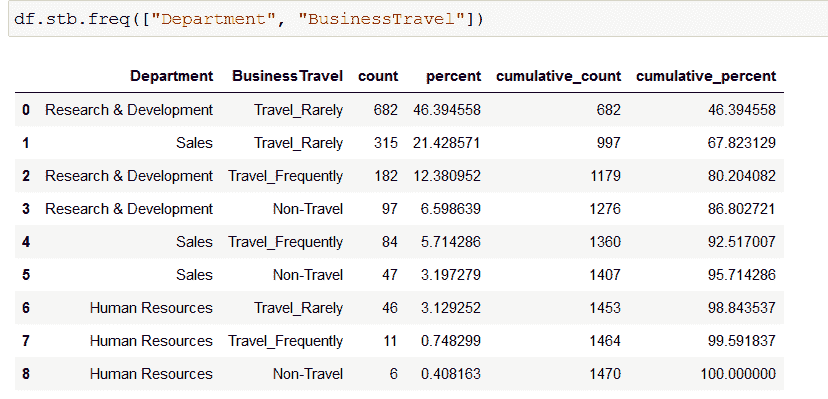 df.stb.freq(["Department", "BusinessTravel"])
Department BusinessTravel count percent cumulative_count cumulative_percent
0 Research & Development Travel_Rarely 682 46.394558 682 46.394558
1 Sales Travel_Rarely 315 21.428571 997 67.823129
2 Research & Development Travel_Frequently 182 12.380952 1179 80.204082
3 Research & Development Non-Travel 97 6.598639 1276 86.802721
4 Sales Travel_Frequently 84 5.714286 1360 92.517007
5 Sales Non-Travel 47 3.197279 1407 95.714286
6 Human Resources Travel_Rarely 46 3.129252 1453 98.843537
7 Human Resources Travel_Frequently 11 0.748299 1464 99.591837
8 Human Resources Non-Travel 6 0.408163 1470 100.000000